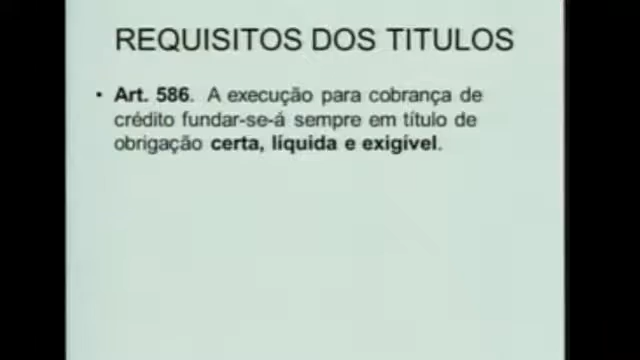 REQUISITOS DOS TITULOS
• Art. 586. A execução para cobrança de
crédito fundar-se-á sempre em título de
obrigação certa, líquida e exigível.